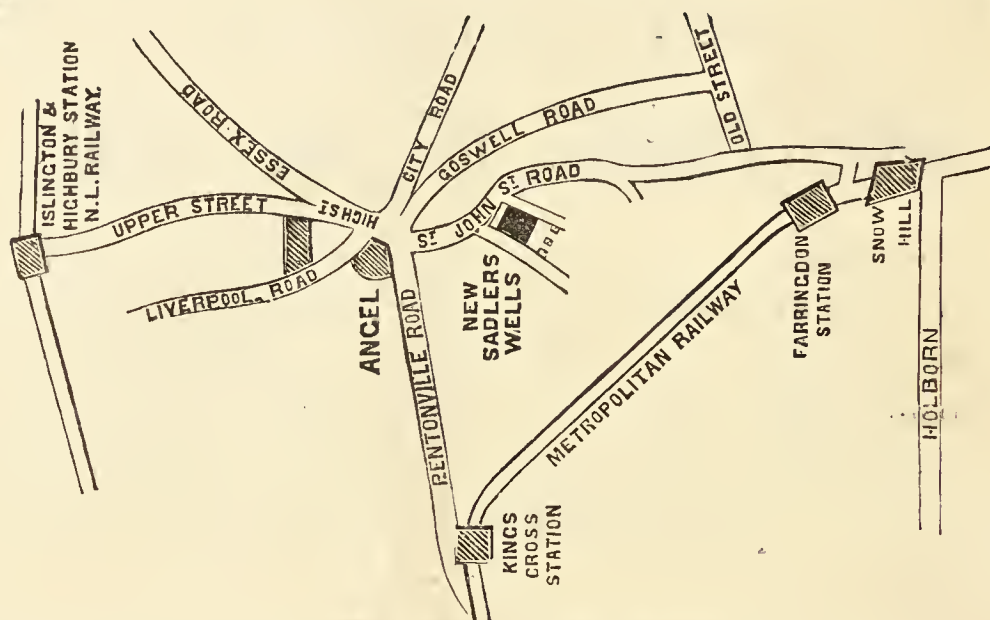 ISLINGTON &
HIGHBURY STATION
N.L. RAILWAY.
ESSEX ROAD
UPPER STREET
HIGH ST
LIVERPOOL ROAD
ANGEL
CITY ROAD
GOSWELL ROAD
OLD STREET
ST JOHN ST ROAD
NEW
SADLERS
WELLS
PENTONVILLE ROAD
KINGS
CROSS
STATION
METROPOLITAN RAILWAY
FARRINGDON
STATION
SNOW
HILL
HOLBORN